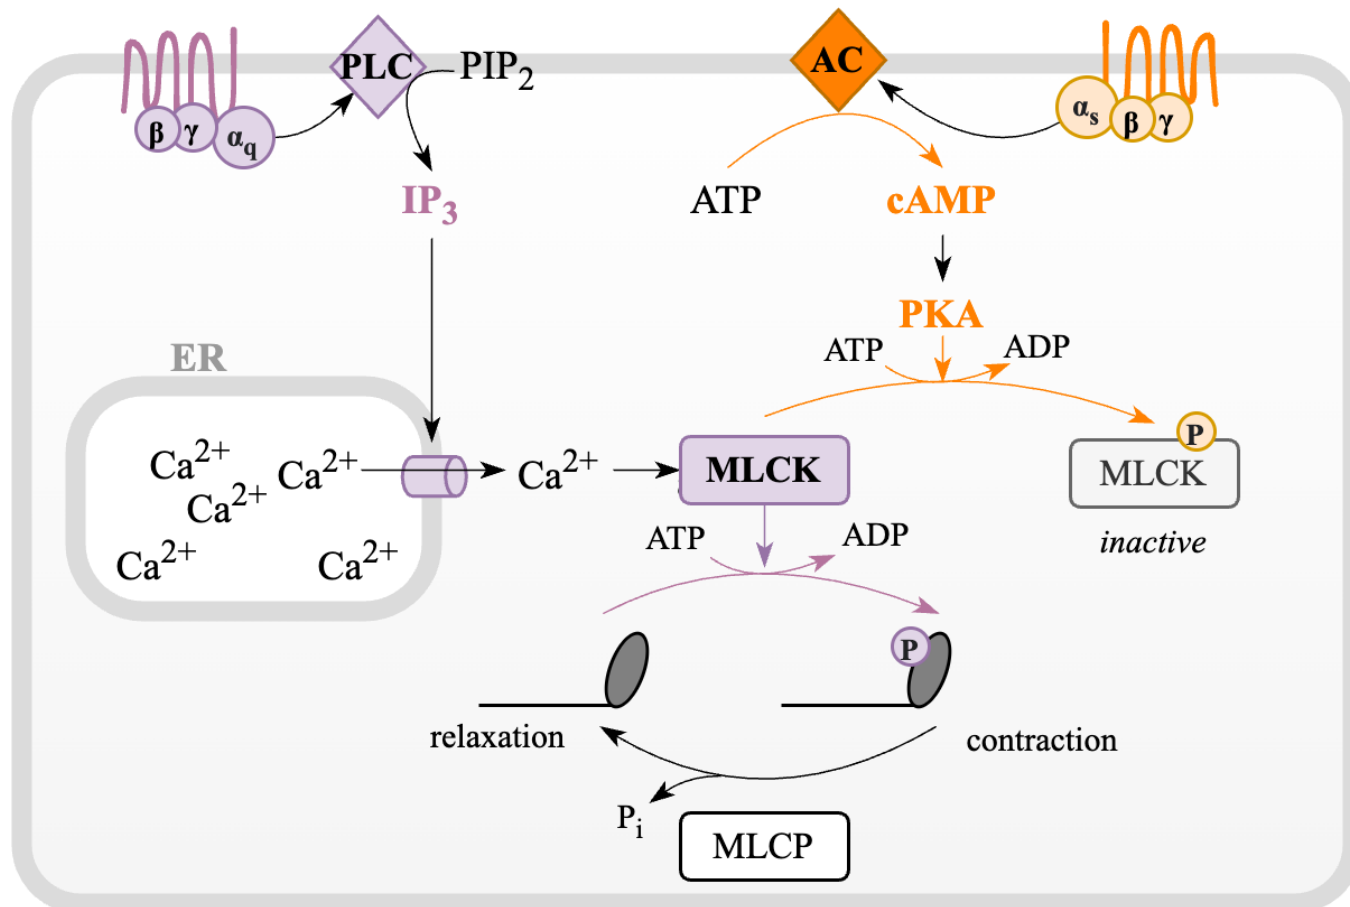 PLC
PIP2
β
γ
αq
IP3
AC
αs
β
γ
ATP
cAMP
PKA
ATP
ADP
ER
Ca2+
Ca2+
Ca2+
Ca2+
Ca2+
Ca2+
MLCK
P
MLCK
inactive
ATP
ADP
P
relaxation
contraction
Pi
MLCP